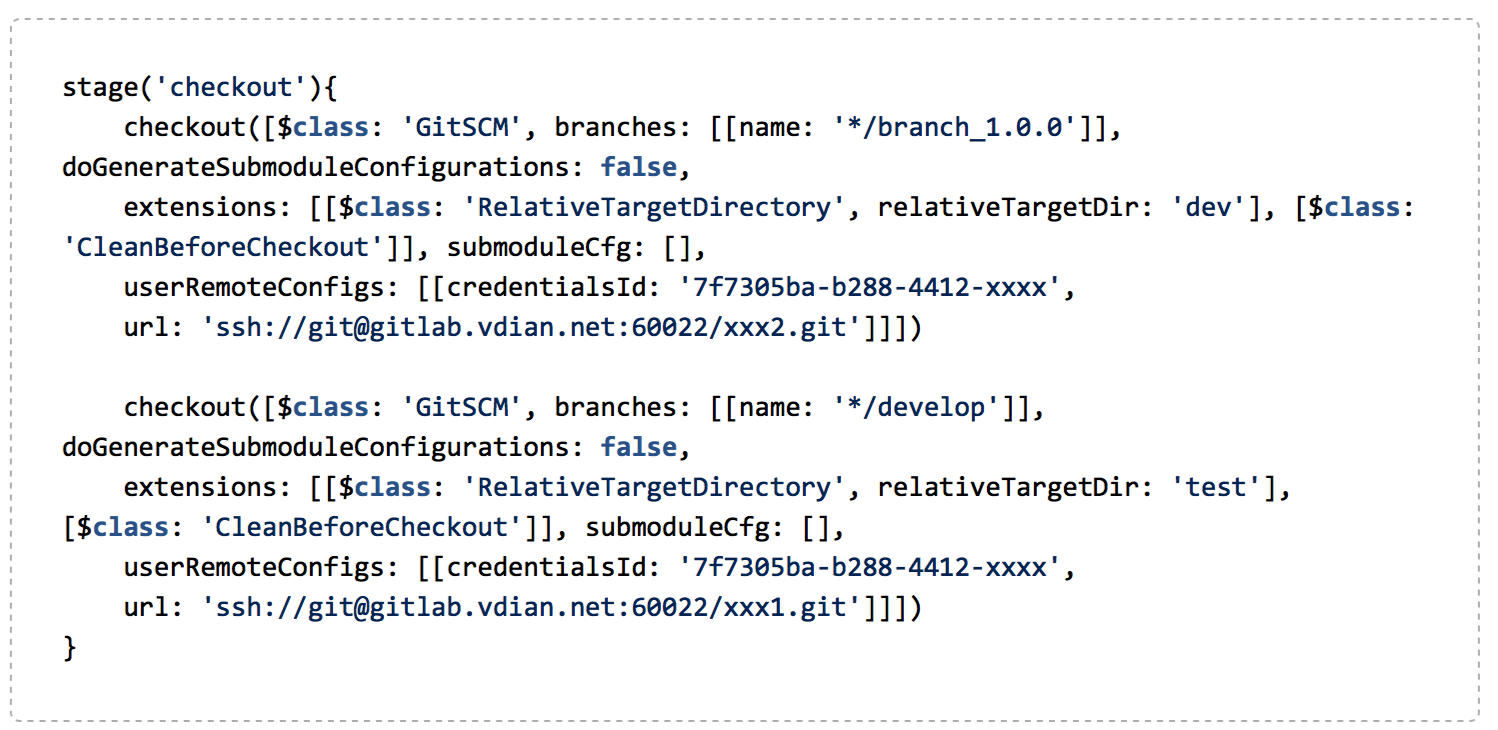 stage('checkout'){
    checkout([$class: 'GitSCM', branches: [[name: '*/branch_1.0.0']],
doGenerateSubmoduleConfigurations: false,
    extensions: [[$class: 'RelativeTargetDirectory', relativeTargetDir: 'dev'], [$class:
'CleanBeforeCheckout']], submoduleCfg: [],
    userRemoteConfigs: [[credentialsId: '7f7305ba-b288-4412-xxxx',
    url: 'ssh://git@gitlab.vdian.net:60022/xxx2.git']]])

    checkout([$class: 'GitSCM', branches: [[name: '*/develop']],
doGenerateSubmoduleConfigurations: false,
    extensions: [[$class: 'RelativeTargetDirectory', relativeTargetDir: 'test'],
[$class: 'CleanBeforeCheckout']], submoduleCfg: [],
    userRemoteConfigs: [[credentialsId: '7f7305ba-b288-4412-xxxx',
    url: 'ssh://git@gitlab.vdian.net:60022/xxx1.git']]])
}